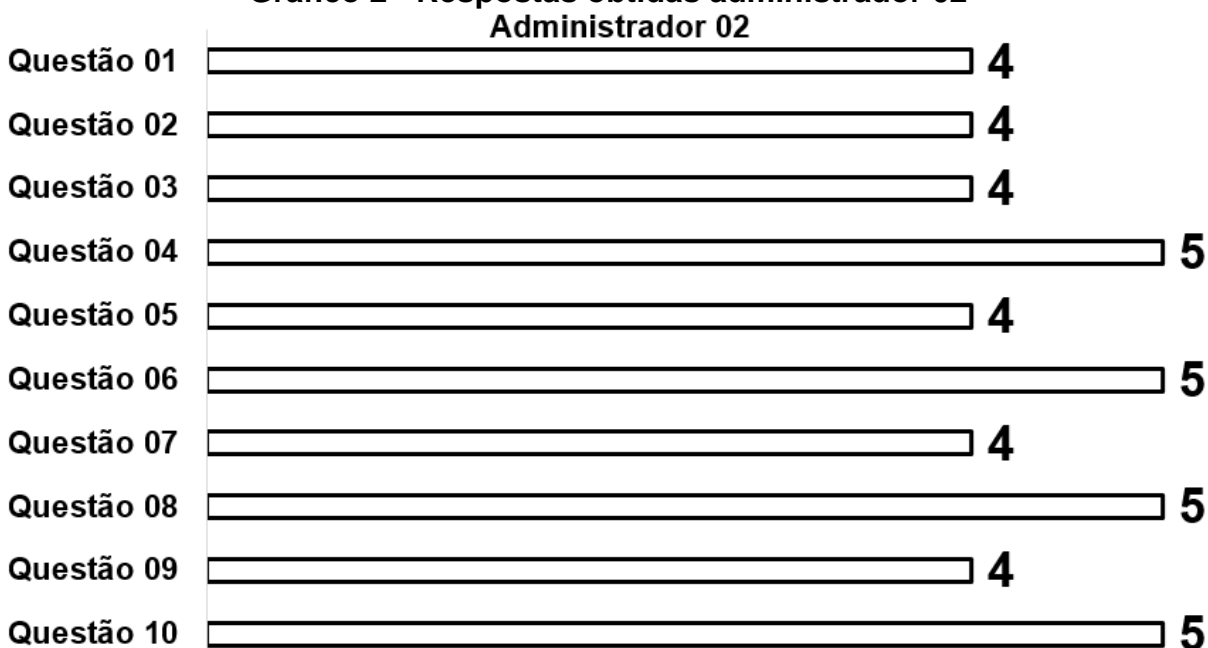 Administrador 02
Questão 01 4
Questão 02 4
Questão 03 4
Questão 04 5
Questão 05 4
Questão 06 5
Questão 07 4
Questão 08 5
Questão 09 4
Questão 10 5